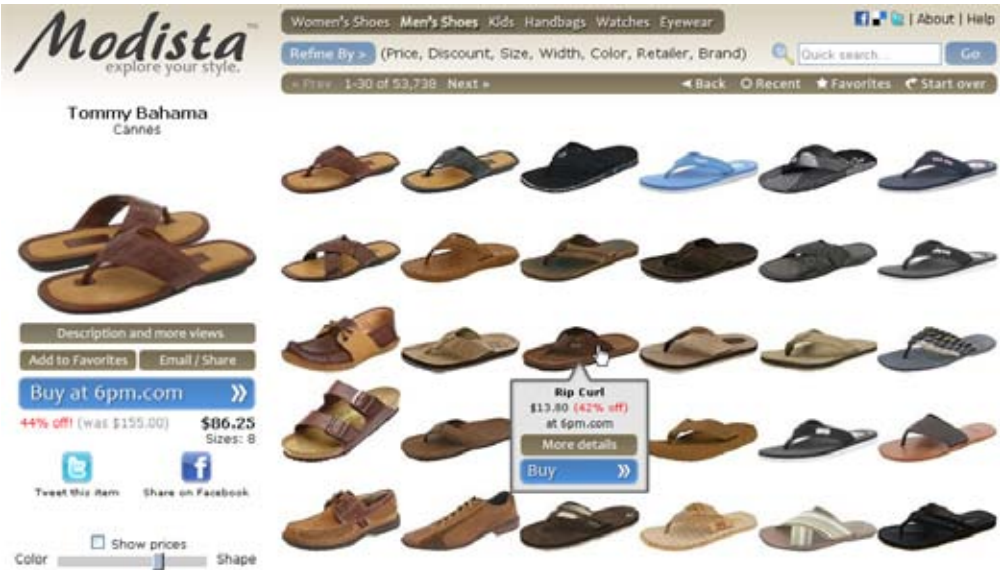 Modista™
explore your style.
Women's Shoes Men's Shoes Kids Handbags Watches Eyewear
| About | Help
Refine By > (Price, Discount, Size, Width, Color, Retailer, Brand)
Quick search... Go
« Prev 1-30 of 53,738 Next »
Back Recent Favorites Start over
Tommy Bahama
Cannes
Description and more views
Add to Favorites Email / Share
Buy at 6pm.com »
44% off! (was $155.00) $86.25
Sizes: 8
Tweet this item Share on Facebook
Show prices
Color Shape
Rip Curl
$13.80 (42% off)
at 6pm.com
More details
Buy »